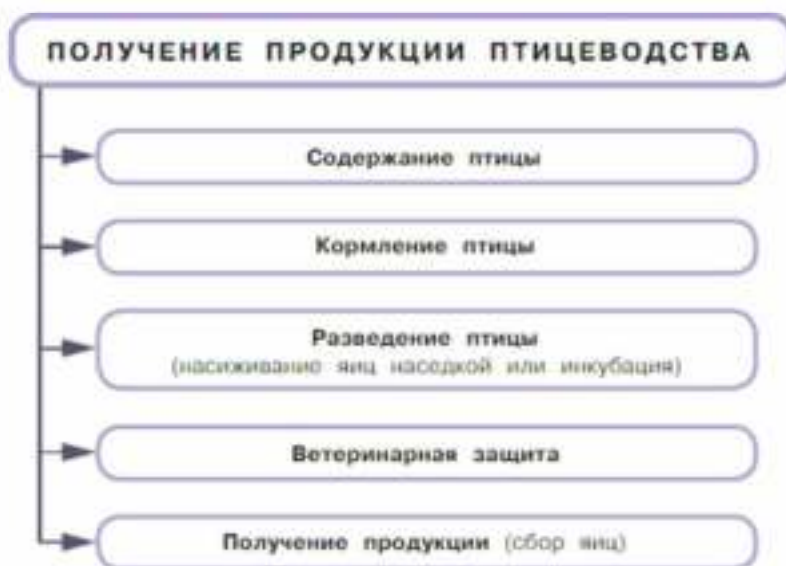 ПОЛУЧЕНИЕ ПРОДУКЦИИ ПТИЦЕВОДСТВА
Содержание птицы
Кормление птицы
Разведение птицы
(насиживание яиц наседкой или инкубация)
Ветеринарная защита
Получение продукции (сбор яиц)